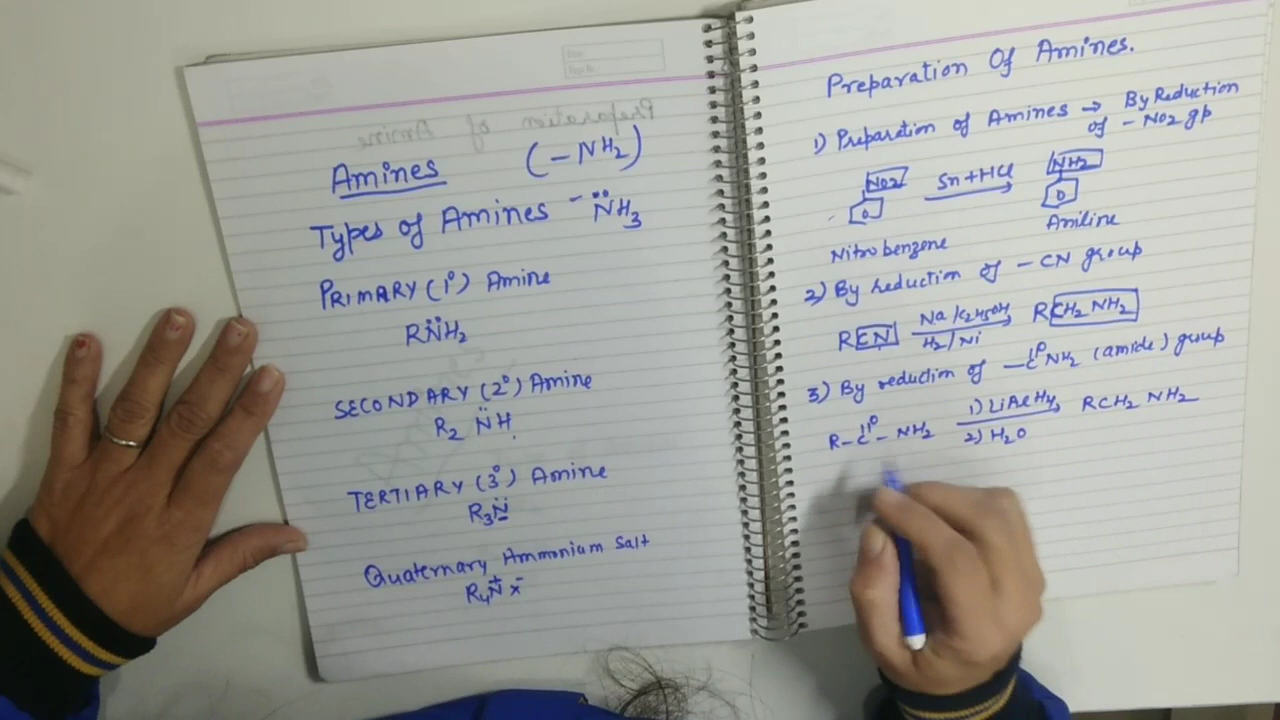 Amines (-NH2)
Types of Amines - N̈H3
PRIMARY (1°) Amine
RN̈H2
SECONDARY (2°) Amine
R2 N̈H
TERTIARY (3°) Amine
R3N̈
Quaternary Ammonium Salt
R4N+ x-
Preparation Of Amines.
1) Preparation of Amines → By Reduction
of - NO2 gp
NO2 Sn+HCl NH2
Aniline
Nitrobenzene
2) By reduction of - CN group
RCN Na/C2H5OH RCH2 NH2
H2/Ni
3) By reduction of -C=O NH2 (amide) group
R-C=O-NH2 1) LiAlH4 RCH2 NH2
2) H2O